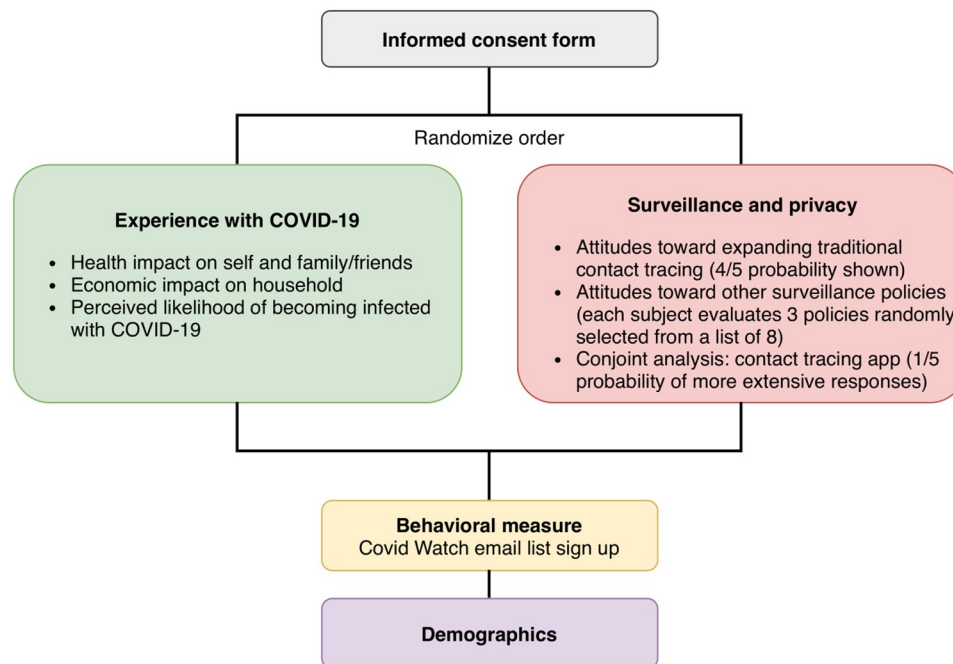 Informed consent form
Randomize order
Experience with COVID-19
• Health impact on self and family/friends
• Economic impact on household
• Perceived likelihood of becoming infected
with COVID-19
Surveillance and privacy
• Attitudes toward expanding traditional
contact tracing (4/5 probability shown)
• Attitudes toward other surveillance policies
(each subject evaluates 3 policies randomly
selected from a list of 8)
• Conjoint analysis: contact tracing app (1/5
probability of more extensive responses)
Behavioral measure
Covid Watch email list sign up
Demographics